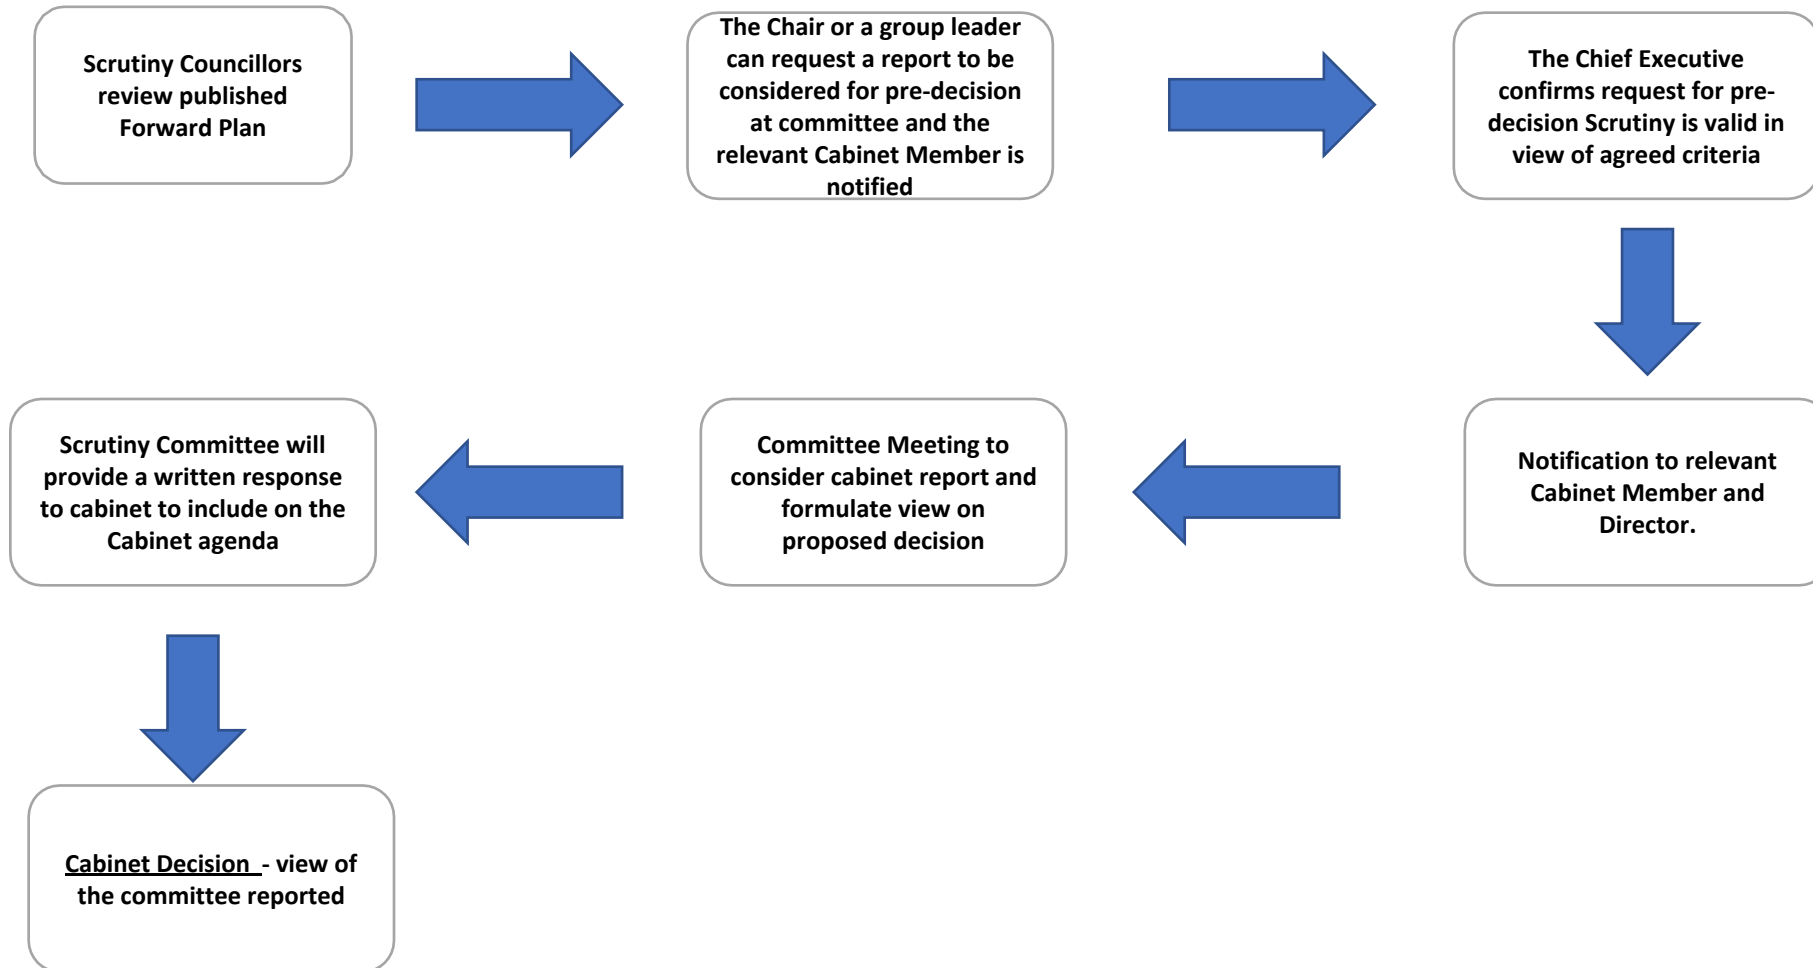 Scrutiny Councillors
review published
Forward Plan
The Chair or a group leader
can request a report to be
considered for pre-decision
at committee and the
relevant Cabinet Member is
notified
The Chief Executive
confirms request for pre-
decision Scrutiny is valid in
view of agreed criteria
Notification to relevant
Cabinet Member and
Director.
Committee Meeting to
consider cabinet report and
formulate view on
proposed decision
Scrutiny Committee will
provide a written response
to cabinet to include on the
Cabinet agenda
Cabinet Decision - view of
the committee reported